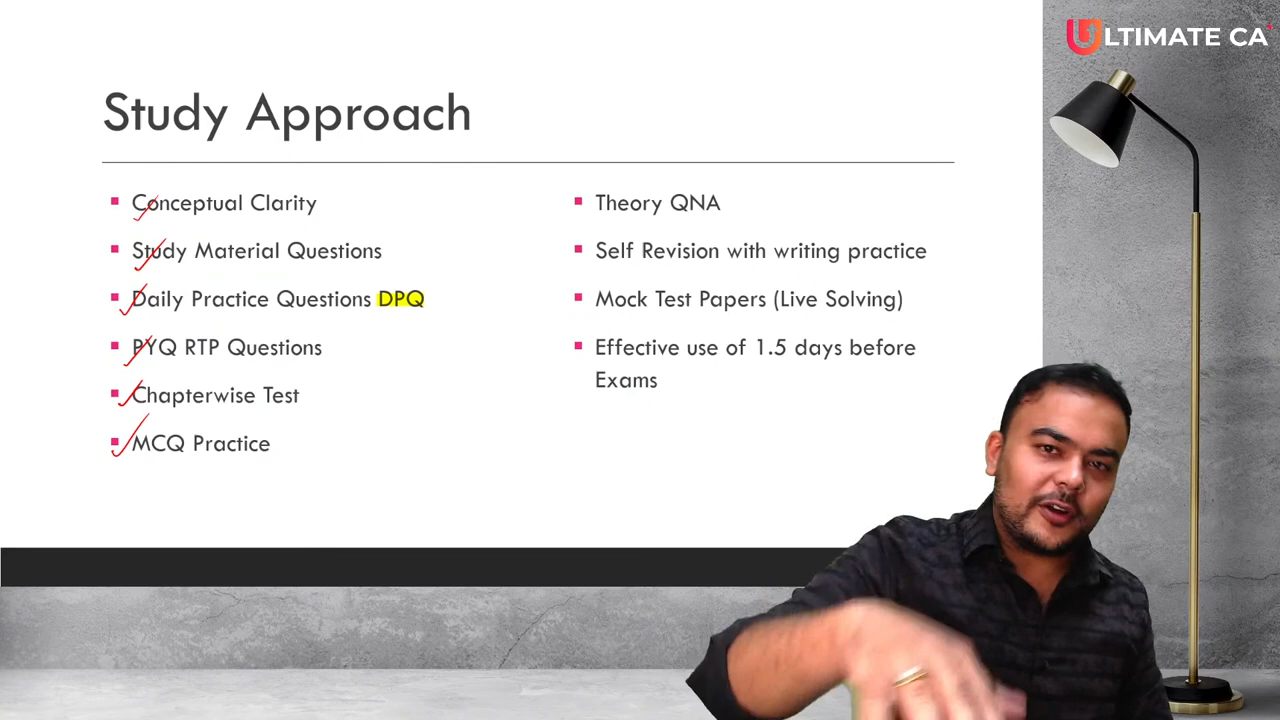 ULTIMATE CA
Study Approach
Conceptual Clarity
Study Material Questions
Daily Practice Questions DPQ
PYQ RTP Questions
Chapterwise Test
MCQ Practice
Theory QNA
Self Revision with writing practice
Mock Test Papers (Live Solving)
Effective use of 1.5 days before
Exams